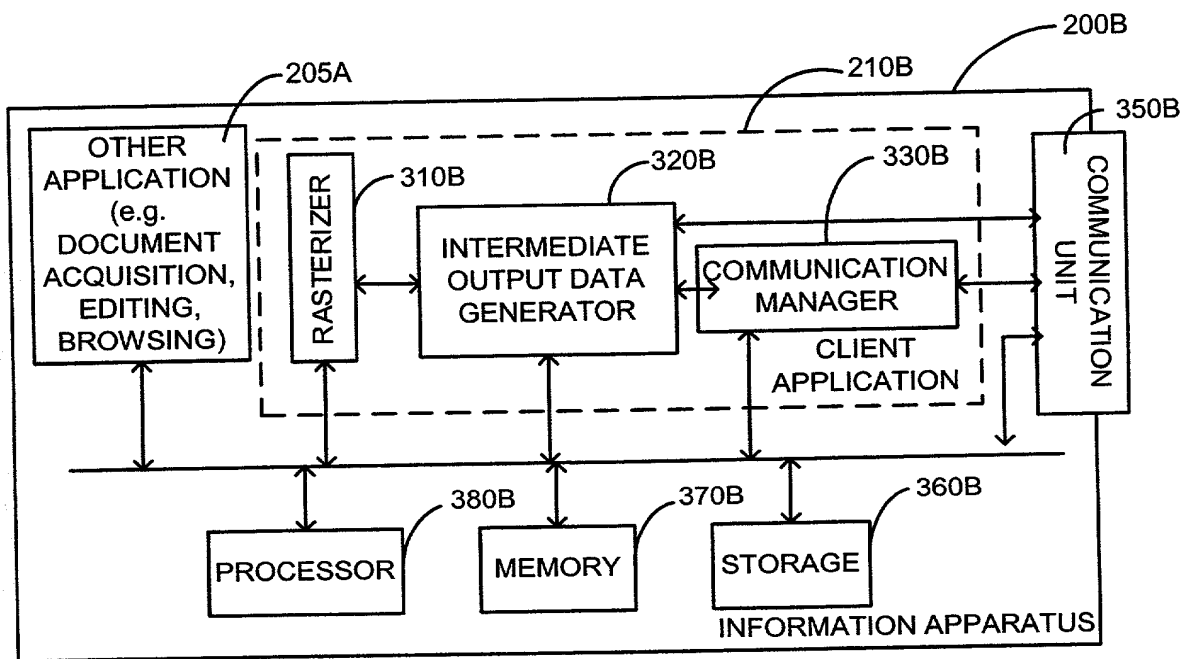 200B
205A
210B
350B
OTHER
APPLICATION
(e.g.
DOCUMENT
ACQUISITION,
EDITING,
BROWSING)
RASTERIZER
310B
320B
330B
INTERMEDIATE
OUTPUT DATA
GENERATOR
COMMUNICATION
MANAGER
CLIENT
APPLICATION
COMMUNICATION
UNIT
380B
370B
360B
PROCESSOR
MEMORY
STORAGE
INFORMATION APPARATUS